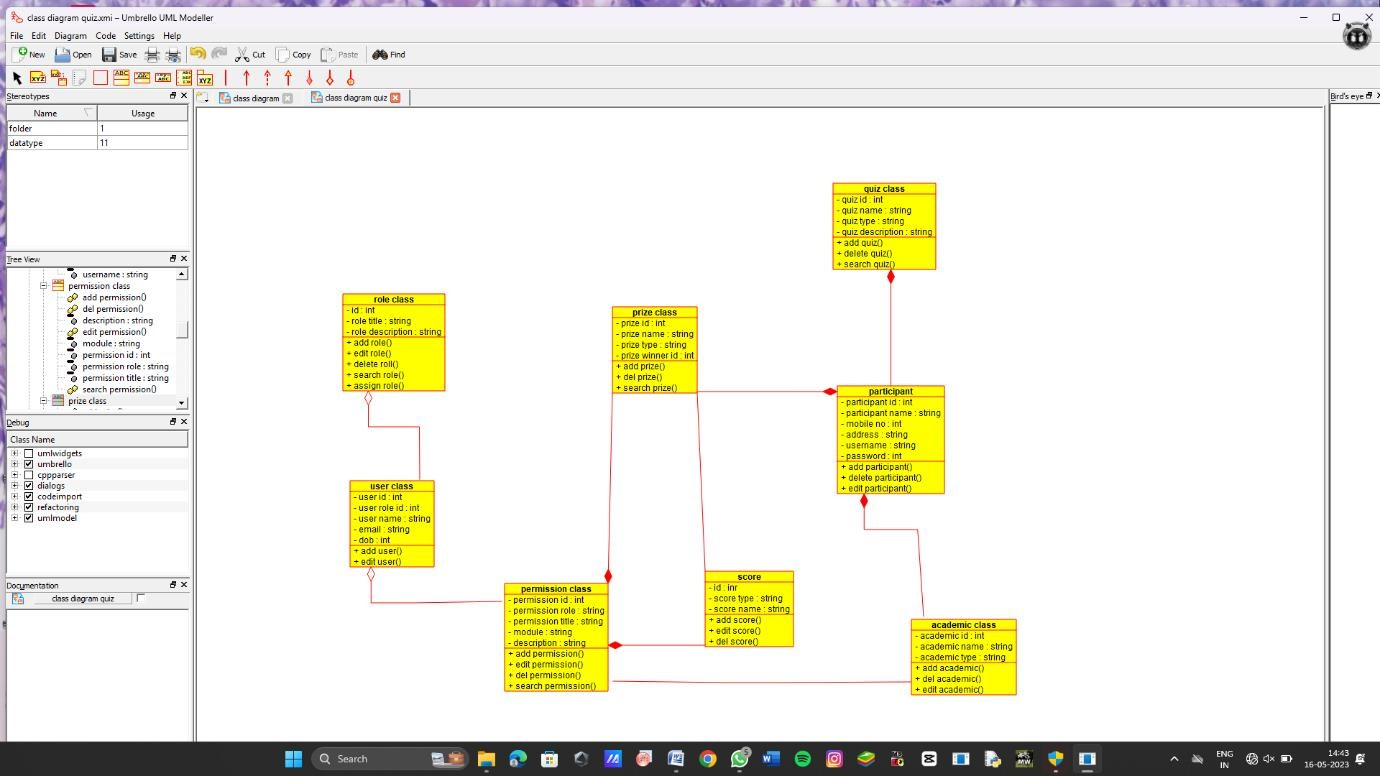 class diagram quiz.xmi – Umbrello UML Modeller
File Edit Diagram Code Settings Help
New Open Save Cut Copy Paste Find
Stereotypes
Name Usage
folder 1
datatype 11
class diagram
class diagram quiz
Bird's eye
Tree View
username : string
permission class
add permission()
del permission()
description : string
edit permission()
module : string
permission id : int
permission role : string
permission title : string
search permission()
prize class
Debug
Class Name
umlwidgets
umbrello
cppparser
dialogs
codeimport
refactoring
umlmodel
Documentation
class diagram quiz
quiz class
- quiz id : int
- quiz name : string
- quiz type : string
- quiz description : string
+ add quiz()
+ delete quiz()
+ search quiz()
role class
- id : int
- role title : string
- role description : string
+ add role()
+ edit role()
+ delete roll()
+ search role()
+ assign role()
prize class
- prize id : int
- prize name : string
- prize type : string
- prize winner id : int
+ add prize()
+ del prize()
+ search prize()
participant
- participant id : int
- participant name : string
- mobile no : int
- address : string
- username : string
- password : int
+ add participant()
+ delete participant()
+ edit participant()
user class
- user id : int
- user role id : int
- user name : string
- email : string
- dob : int
+ add user()
+ edit user()
permission class
- permission id : int
- permission role : string
- permission title : string
- module : string
- description : string
+ add permission()
+ edit permission()
+ del permission()
+ search permission()
score
- id : inr
- score type : string
- score name : string
+ add score()
+ edit score()
+ del score()
academic class
- academic id : int
- academic name : string
- academic type : string
+ add academic()
+ del academic()
+ edit academic()
Search
ENG
IN
14:43
16-05-2023